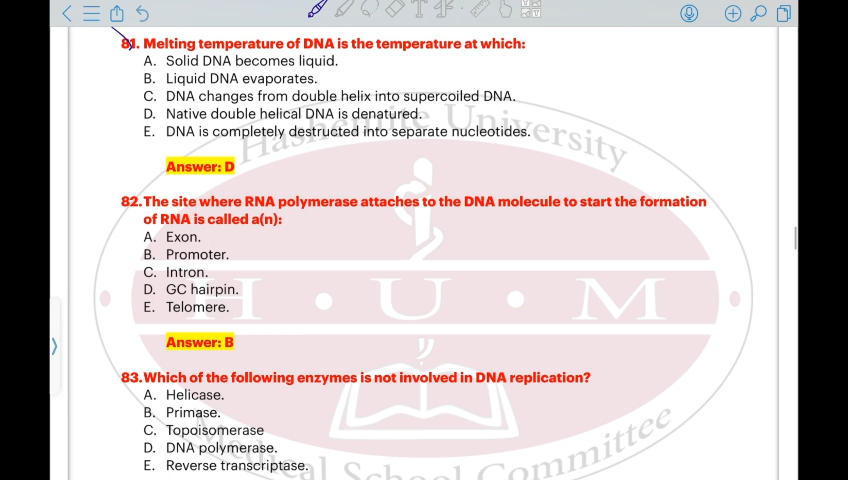 81. Melting temperature of DNA is the temperature at which:
A. Solid DNA becomes liquid.
B. Liquid DNA evaporates.
C. DNA changes from double helix into supercoiled DNA.
D. Native double helical DNA is denatured.
E. DNA is completely destructed into separate nucleotides.
Hashemite University
Answer: D
82. The site where RNA polymerase attaches to the DNA molecule to start the formation
of RNA is called a(n):
A. Exon.
B. Promoter.
C. Intron.
D. GC hairpin.
E. Telomere.
H • U • M
Answer: B
83. Which of the following enzymes is not involved in DNA replication?
A. Helicase.
B. Primase.
C. Topoisomerase
D. DNA polymerase.
E. Reverse transcriptase.
Medical School Committee